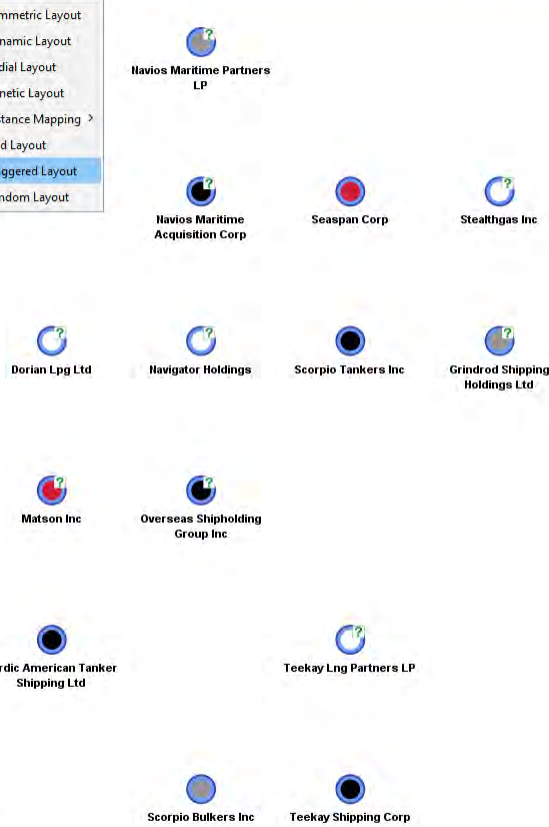 mmetric Layout
namic Layout
dial Layout
netic Layout
stance Mapping >
d Layout
ggered Layout
ndom Layout
?
Navios Maritime Partners
LP
?
?
Navios Maritime
Acquisition Corp
Seaspan Corp
Stealthgas Inc
?
?
?
Dorian Lpg Ltd
Navigator Holdings
Scorpio Tankers Inc
Grindrod Shipping
Holdings Ltd
?
?
Matson Inc
Overseas Shipholding
Group Inc
?
rdic American Tanker
Shipping Ltd
Teekay Lng Partners LP
Scorpio Bulkers Inc
Teekay Shipping Corp